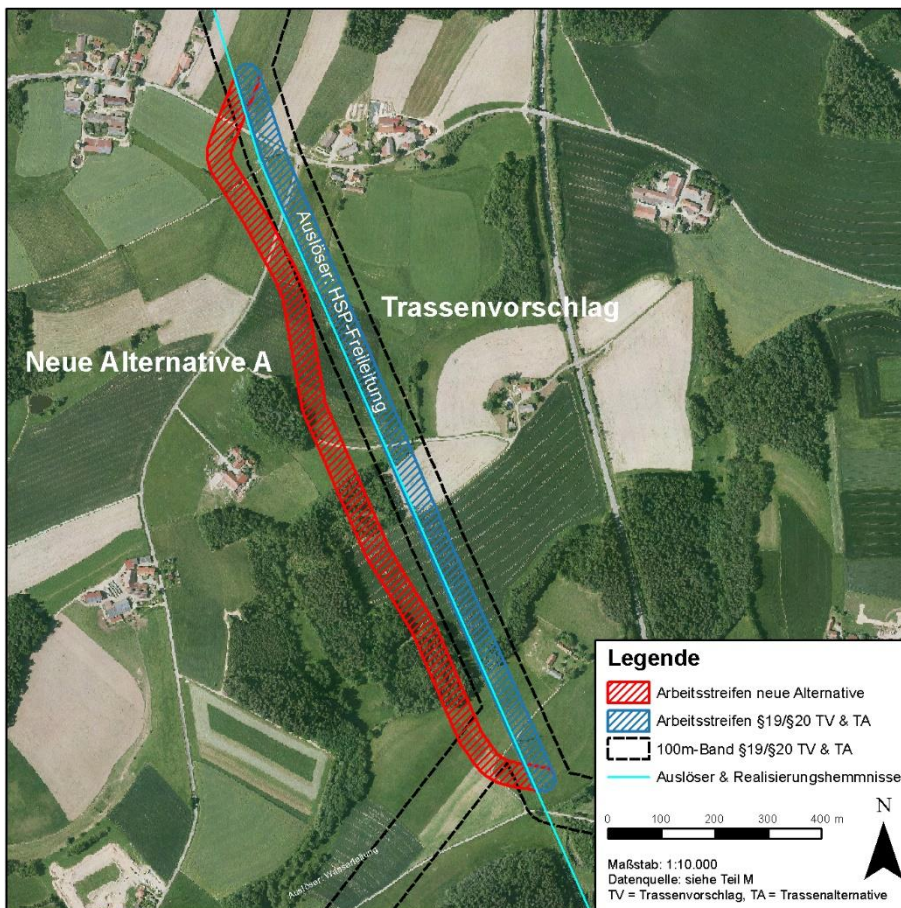 Auslöser: HSP-Freileitung
Trassenvorschlag
Neue Alternative A
Auslöser: Wasserleitung
Legende
Arbeitsstreifen neue Alternative
Arbeitsstreifen §19/§20 TV & TA
100m-Band §19/§20 TV & TA
Auslöser & Realisierungshemmnisse
N
0 100 200 300 400 m
Maßstab: 1:10.000
Datenquelle: siehe Teil M
TV = Trassenvorschlag, TA = Trassenalternative